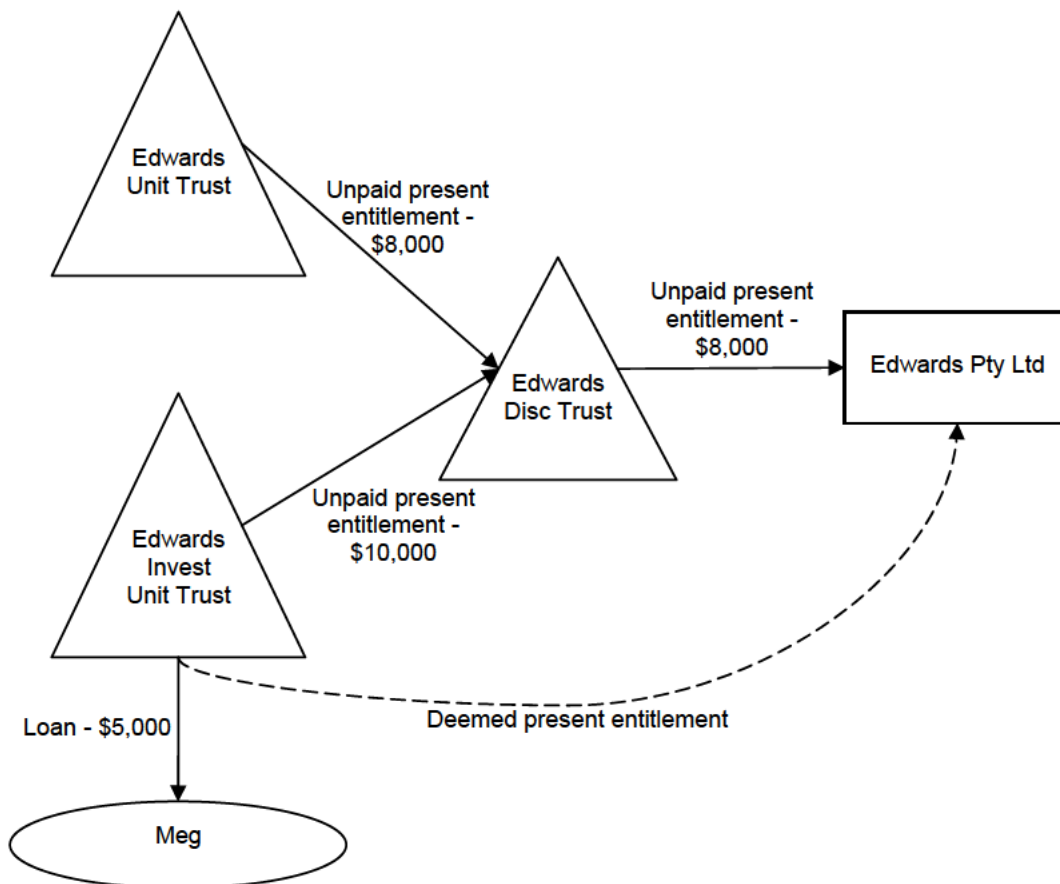 Edwards
Unit Trust
Unpaid present
entitlement -
$8,000
Unpaid present
entitlement -
$8,000
Edwards Pty Ltd
Edwards
Disc Trust
Unpaid present
entitlement -
$10,000
Edwards
Invest
Unit Trust
Loan - $5,000
Deemed present entitlement
Meg